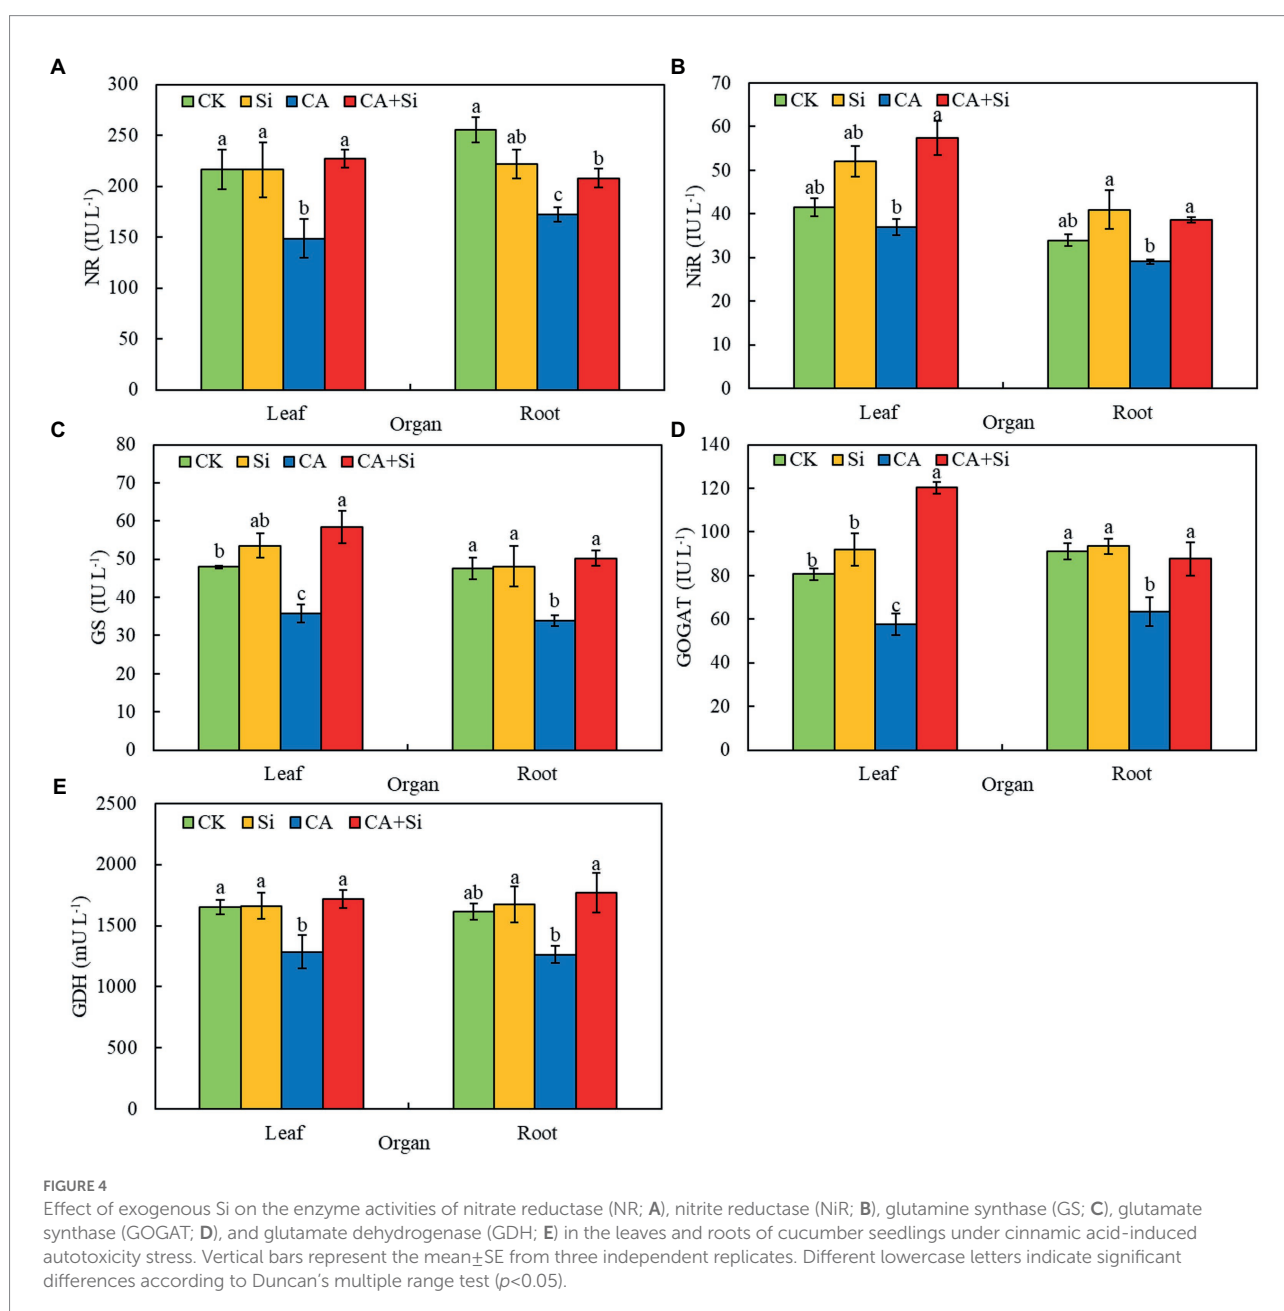 A
NR (IU L⁻¹)
300
250
200
150
100
50
0
CK Si CA CA+Si
a a b a
a ab c b
Leaf Organ Root
B
NiR (IU L⁻¹)
70
60
50
40
30
20
10
0
CK Si CA CA+Si
ab ab b a
ab a b a
Leaf Organ Root
C
GS (IU L⁻¹)
80
70
60
50
40
30
20
10
0
CK Si CA CA+Si
b ab c a
a a b a
Leaf Organ Root
D
GOGAT (IU L⁻¹)
140
120
100
80
60
40
20
0
CK Si CA CA+Si
b b c a
a a b a
Leaf Organ Root
E
GDH (mU L⁻¹)
2500
2000
1500
1000
500
0
CK Si CA CA+Si
a a b a
ab a b a
Leaf Organ Root
FIGURE 4
Effect of exogenous Si on the enzyme activities of nitrate reductase (NR; A), nitrite reductase (NiR; B), glutamine synthase (GS; C), glutamate
synthase (GOGAT; D), and glutamate dehydrogenase (GDH; E) in the leaves and roots of cucumber seedlings under cinnamic acid-induced
autotoxicity stress. Vertical bars represent the mean±SE from three independent replicates. Different lowercase letters indicate significant
differences according to Duncan's multiple range test (p<0.05).